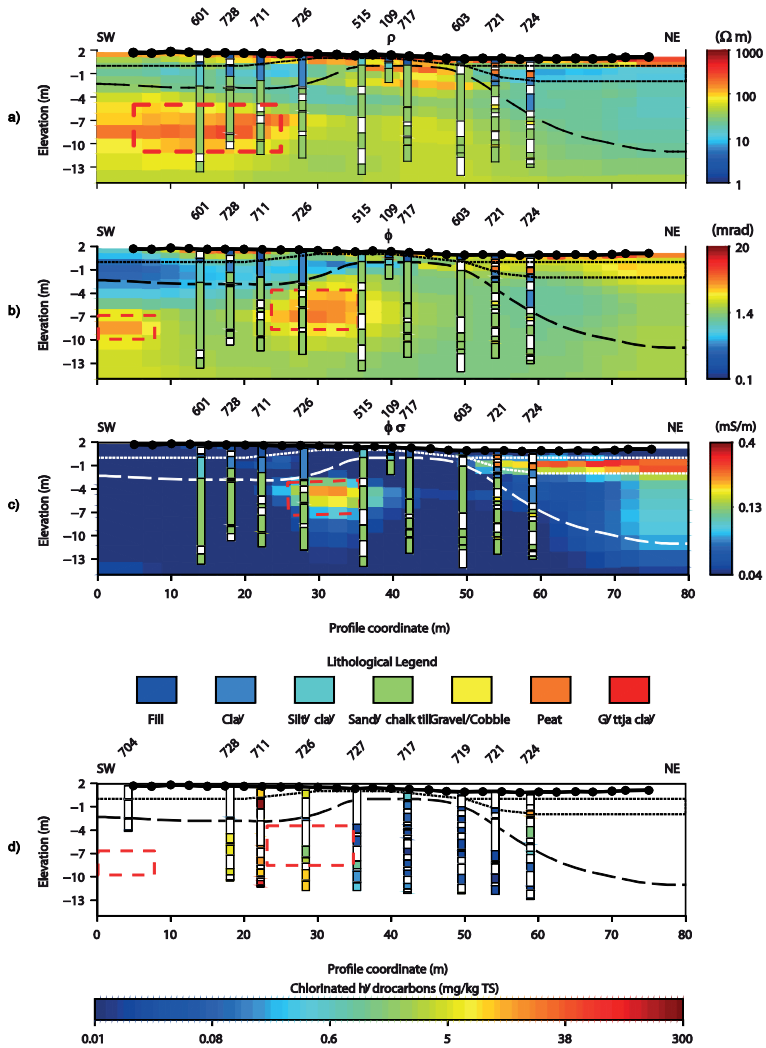 601 728 711 726 515 109 717 603 721 724
SW ρ NE (Ω m)
a)
Elevation (m)
2
−1
−4
−7
−10
−13
1000
100
10
1
601 728 711 726 515 109 717 603 721 724
SW ϕ NE (mrad)
b)
Elevation (m)
2
−1
−4
−7
−10
−13
20
1.4
0.1
601 728 711 726 515 109 717 603 721 724
SW ϕ σ NE (mS/m)
c)
Elevation (m)
2
−1
−4
−7
−10
−13
0.4
0.13
0.04
0 10 20 30 40 50 60 70 80
Profile coordinate (m)
Lithological Legend
Fill Clay Silty clay Sandy chalk till Gravel/Cobble Peat Gyttja clay
704 728 711 726 727 717 719 721 724
SW NE
d)
Elevation (m)
2
−1
−4
−7
−10
−13
0 10 20 30 40 50 60 70 80
Profile coordinate (m)
Chlorinated hydrocarbons (mg/kg TS)
0.01 0.08 0.6 5 38 300